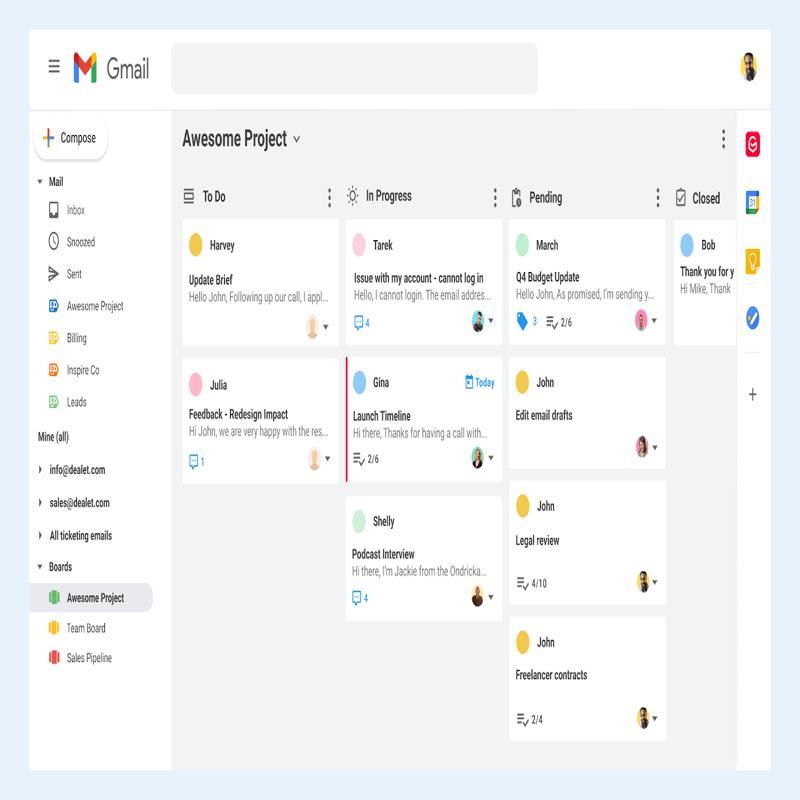 Gmail
Compose
Mail
Inbox
Snoozed
Sent
Awesome Project
Billing
Inspire Co
Leads
Mine (all)
info@dealet.com
sales@dealet.com
All ticketing emails
Boards
Awesome Project
Team Board
Sales Pipeline
Awesome Project
To Do
Harvey
Update Brief
Hello John, Following up our call, I appl...
Julia
Feedback - Redesign Impact
Hi John, we are very happy with the res...
1
In Progress
Tarek
Issue with my account - cannot log in
Hello, I cannot login. The email addres...
4
Gina
Today
Launch Timeline
Hi there, Thanks for having a call with...
2/6
Shelly
Podcast Interview
Hi there, I'm Jackie from the Ondricka...
4
Pending
March
Q4 Budget Update
Hello John, As promised, I'm sending y...
3 2/6
John
Edit email drafts
John
Legal review
4/10
John
Freelancer contracts
2/4
Closed
Bob
Thank you for y
Hi Mike, Thank
31